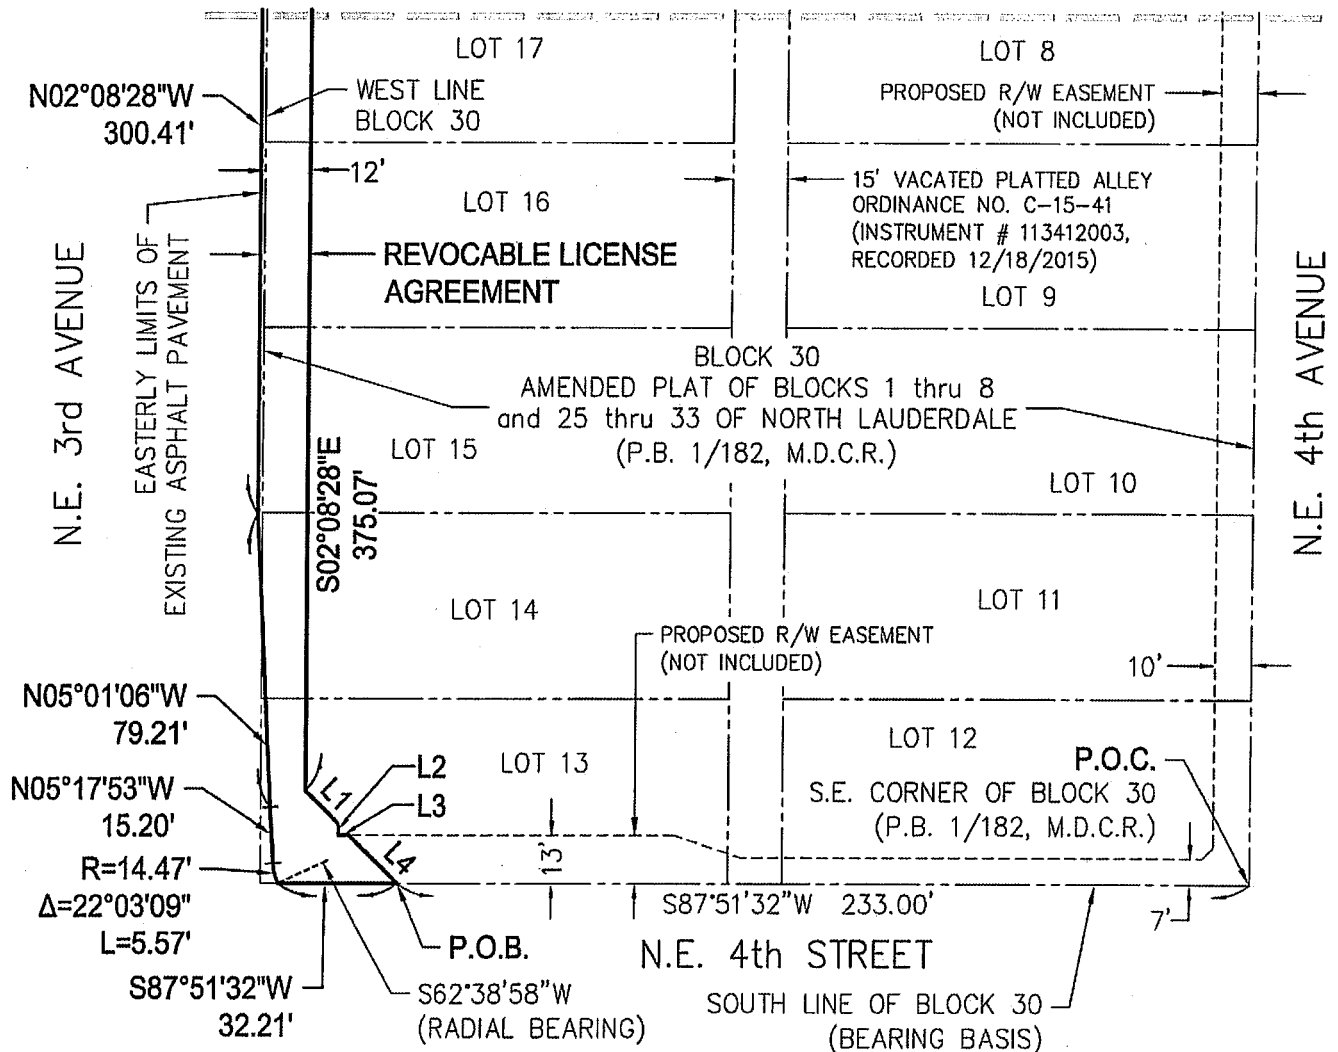 LOT 17
LOT 8
N02°08'28"W
300.41'
WEST LINE
BLOCK 30
PROPOSED R/W EASEMENT
(NOT INCLUDED)
12'
15' VACATED PLATTED ALLEY
ORDINANCE NO. C-15-41
(INSTRUMENT # 113412003,
RECORDED 12/18/2015)
LOT 16
REVOCABLE LICENSE
AGREEMENT
LOT 9
N.E. 3rd AVENUE
EASTERLY LIMITS OF
EXISTING ASPHALT PAVEMENT
N.E. 4th AVENUE
BLOCK 30
AMENDED PLAT OF BLOCKS 1 thru 8
and 25 thru 33 OF NORTH LAUDERDALE
(P.B. 1/182, M.D.C.R.)
LOT 15
LOT 10
S02°08'28"E
375.07'
LOT 14
LOT 11
PROPOSED R/W EASEMENT
(NOT INCLUDED)
10'
N05°01'06"W
79.21'
LOT 13
LOT 12
L1
L2
L3
L4
P.O.C.
S.E. CORNER OF BLOCK 30
(P.B. 1/182, M.D.C.R.)
N05°17'53"W
15.20'
13'
R=14.47'
Δ=22°03'09"
L=5.57'
S87°51'32"W 233.00'
7'
S87°51'32"W
32.21'
P.O.B.
N.E. 4th STREET
S62°38'58"W
(RADIAL BEARING)
SOUTH LINE OF BLOCK 30
(BEARING BASIS)